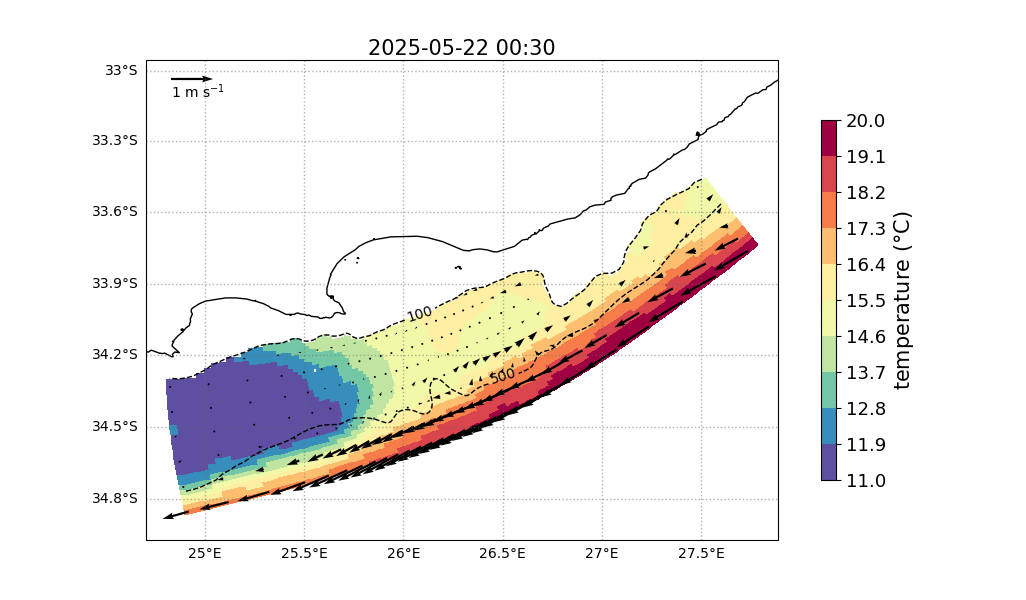 2025-05-22 00:30
1 m s⁻¹
33°S
33.3°S
33.6°S
33.9°S
34.2°S
34.5°S
34.8°S
100
500
25°E
25.5°E
26°E
26.5°E
27°E
27.5°E
20.0
19.1
18.2
17.3
16.4
15.5
14.6
13.7
12.8
11.9
11.0
temperature (°C)